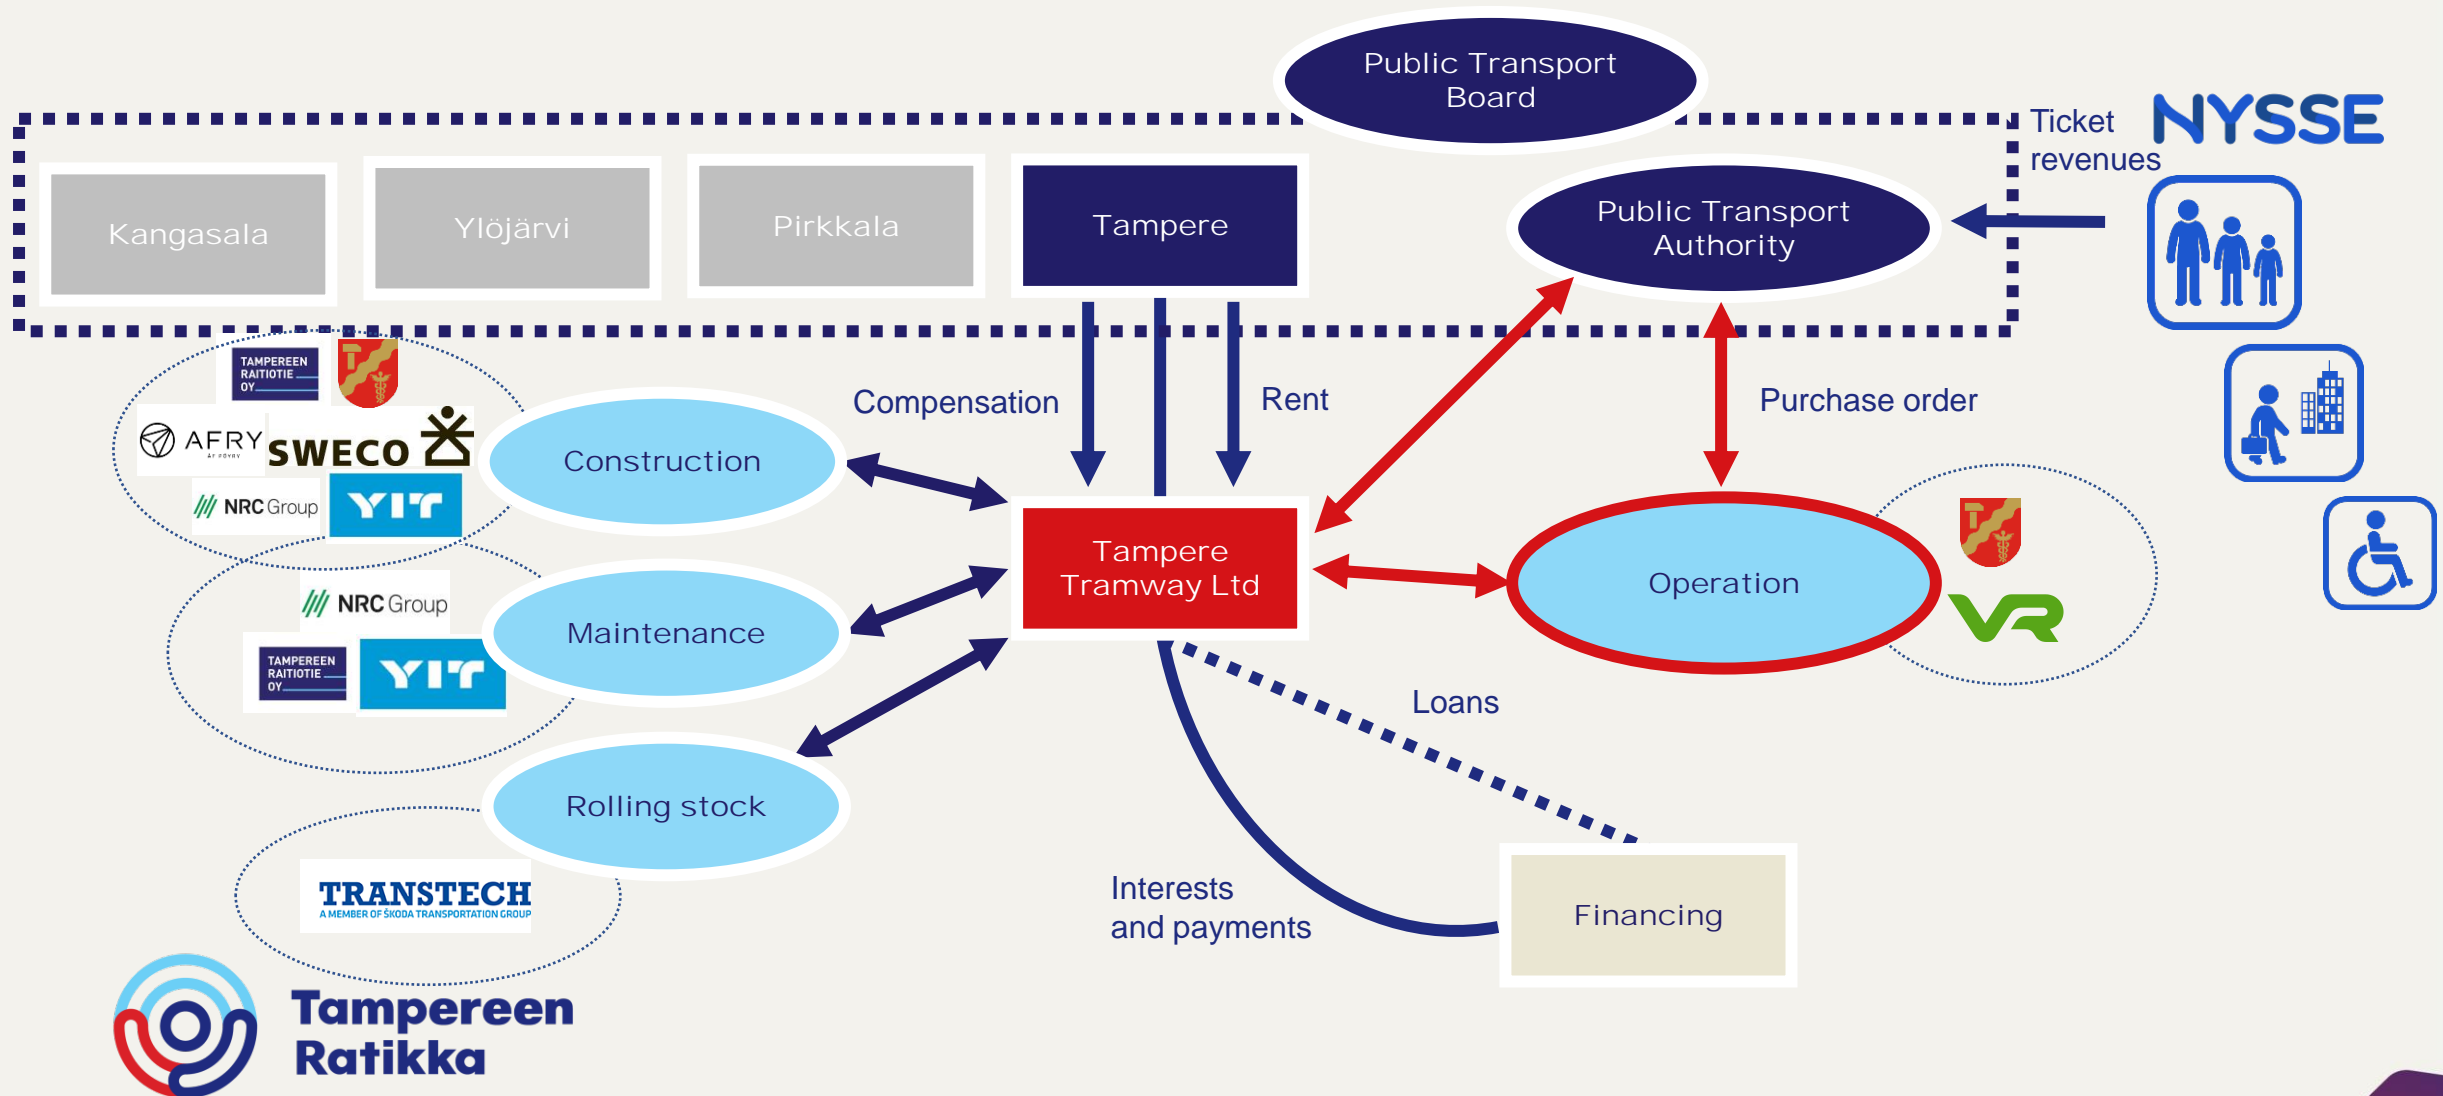 Public Transport
Board
Ticket
revenues
NYSSE
Kangasala
Ylöjärvi
Pirkkala
Tampere
Public Transport
Authority
TAMPEREEN
RAITIOTIE
OY
AFRY
ÅF PÖYRY
SWECO
NRC Group
YIT
Construction
Compensation
Rent
Purchase order
Tampere
Tramway Ltd
Operation
VR
NRC Group
TAMPEREEN
RAITIOTIE
OY
YIT
Maintenance
Rolling stock
Loans
TRANSTECH
A MEMBER OF ŠKODA TRANSPORTATION GROUP
Interests
and payments
Financing
Tampereen
Ratikka